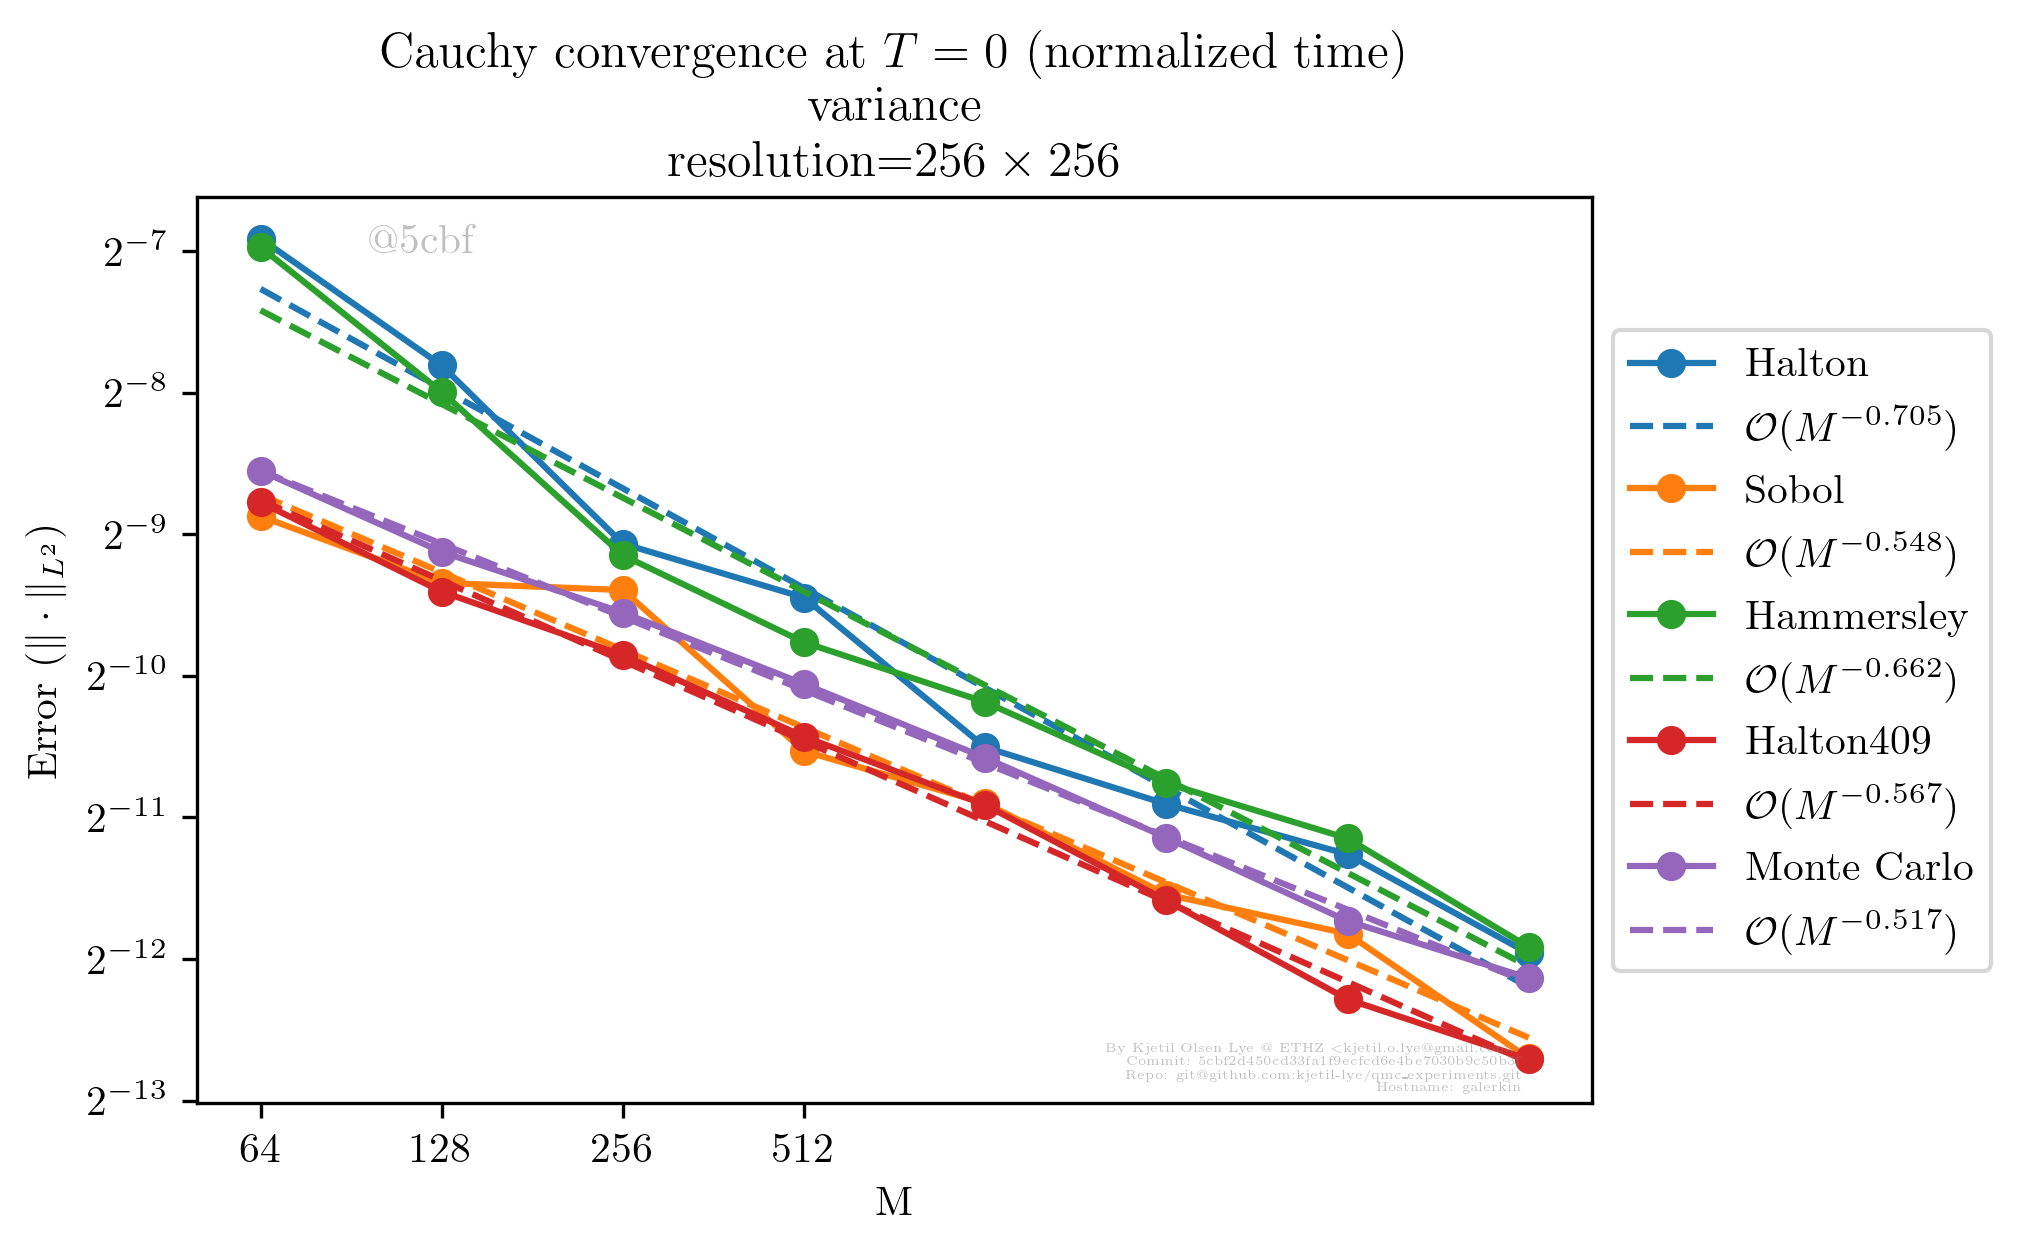 Cauchy convergence at T = 0 (normalized time)
variance
resolution=256 × 256
@5cbf
2^{-7}
2^{-8}
2^{-9}
2^{-10}
2^{-11}
2^{-12}
2^{-13}
Error (|| · ||_{L^2})
64 128 256 512
M
Halton
𝒪(M^{-0.705})
Sobol
𝒪(M^{-0.548})
Hammersley
𝒪(M^{-0.662})
Halton409
𝒪(M^{-0.567})
Monte Carlo
𝒪(M^{-0.517})
By Kjetil Olsen Lye @ ETHZ
Commit:
Repo: git@github.com:kjetil-lye/qmc_experiments.git
Hostname: galerkin